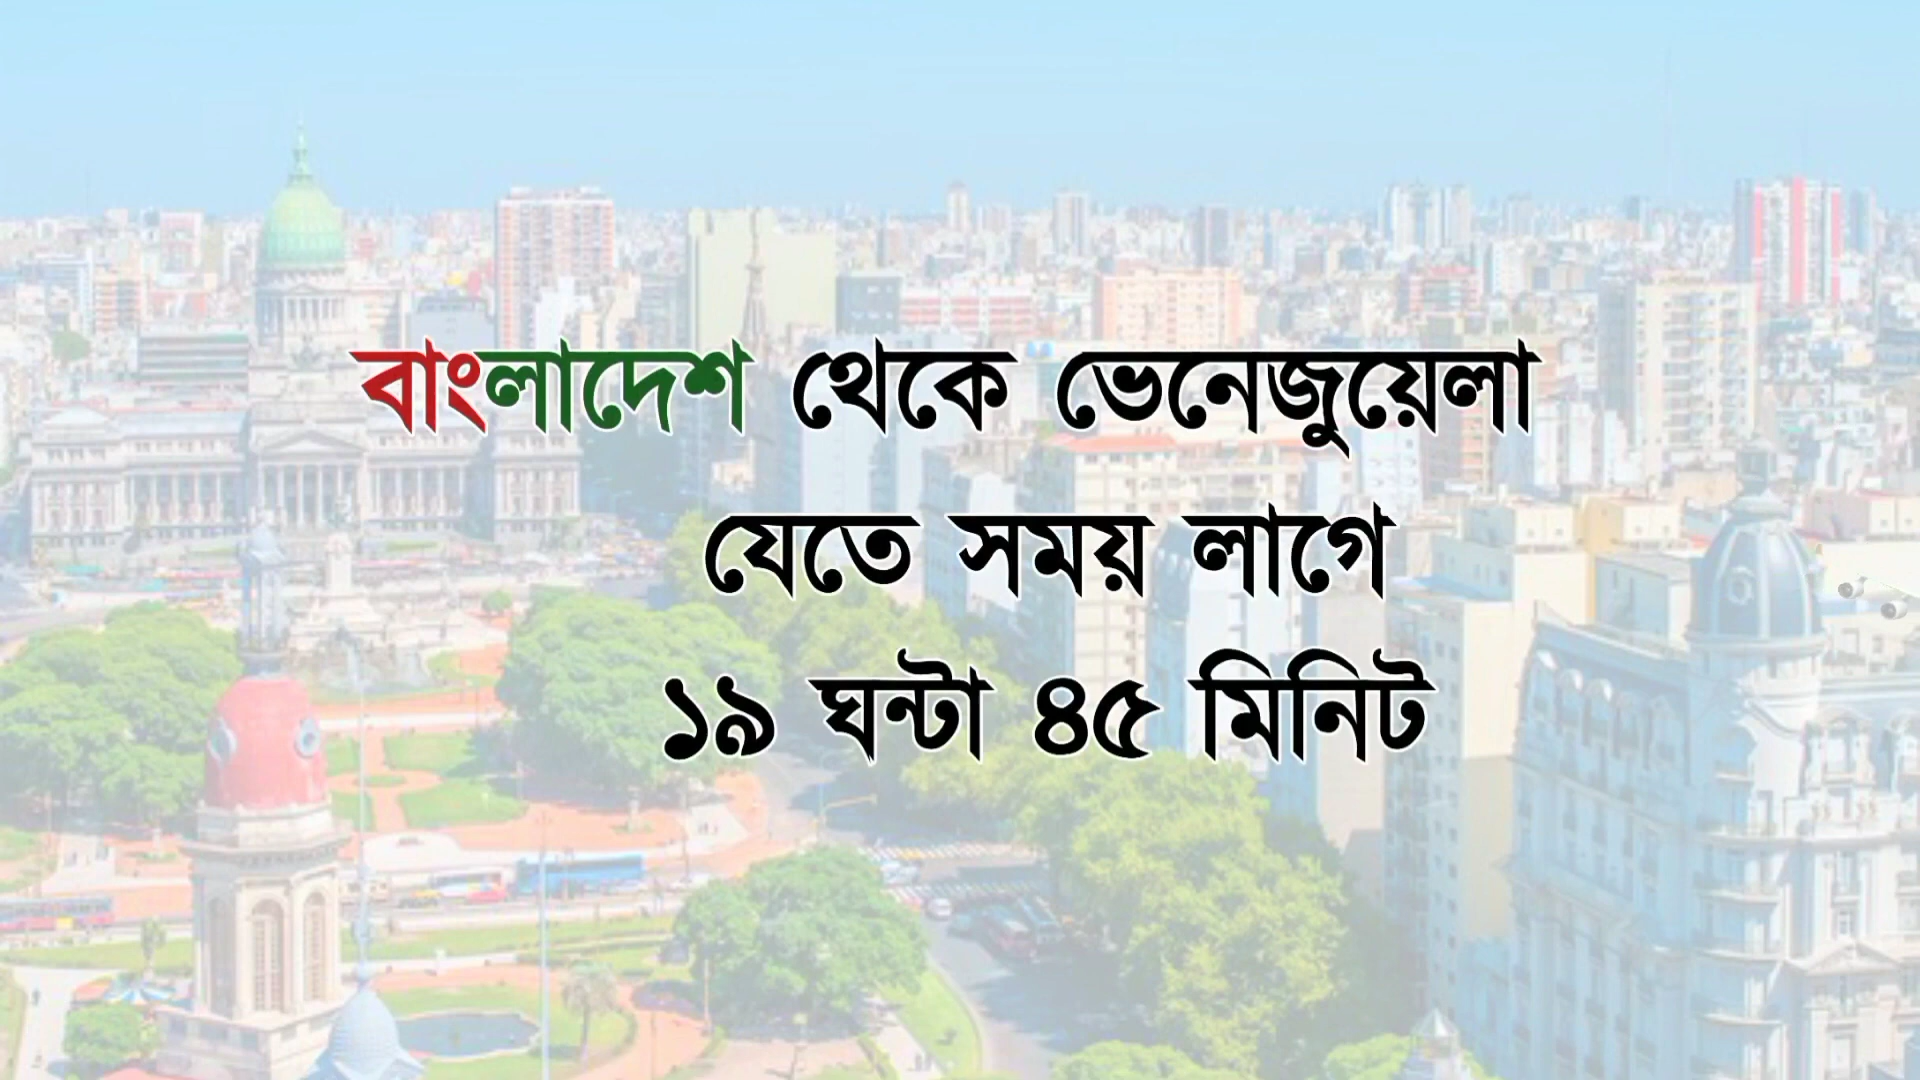 বাংলাদেশ থেকে ভেনেজুয়েলা
যেতে সময় লাগে
১৯ ঘন্টা ৪৫ মিনিট